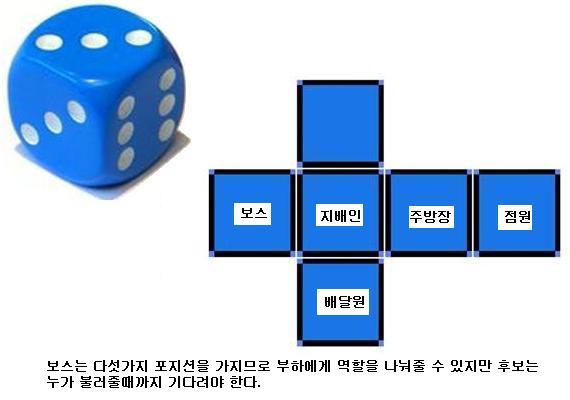 보스
지배인
주방장
점원
배달원
보스는 다섯가지 포지션을 가지므로 부하에게 역할을 나눠줄 수 있지만 후보는
누가 불러줄때까지 기다려야 한다.